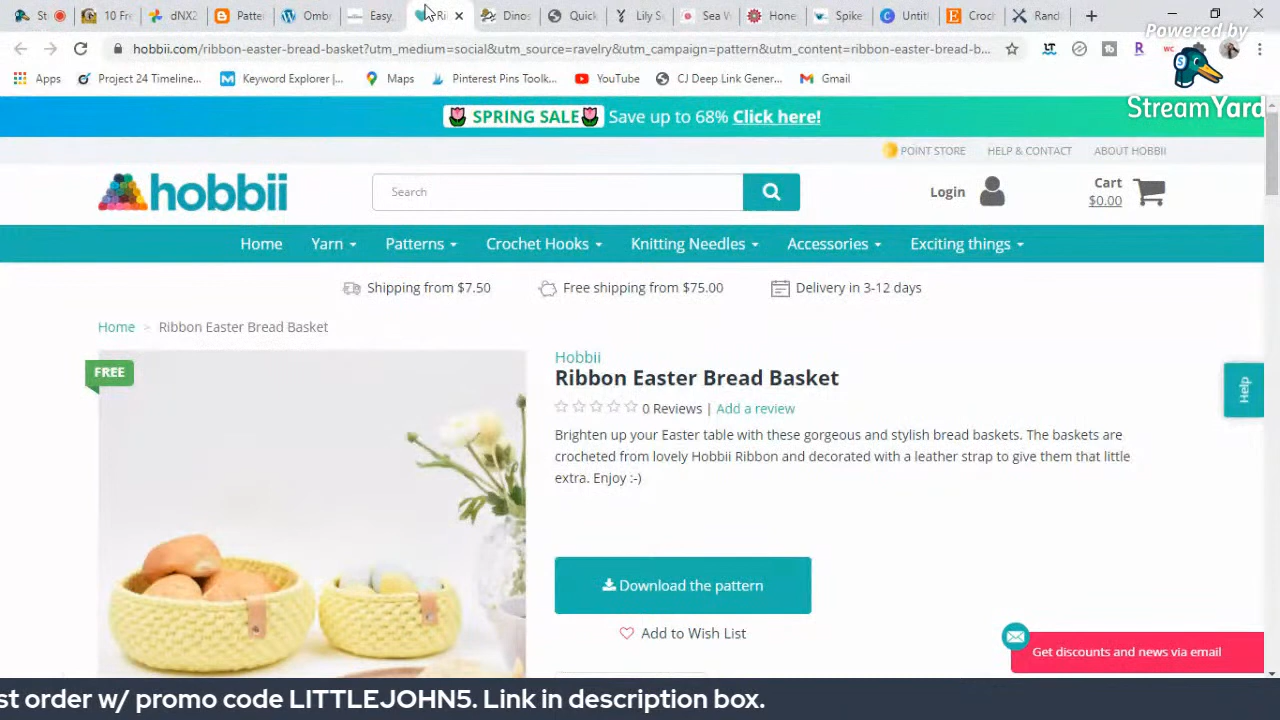 St
10 Fr
dNX2
Patte
Omb
Easy
Ri
Dino
Quick
Lily S
Sea W
Hone
Spike
Untit
Croch
Rand
hobbii.com/ribbon-easter-bread-basket?utm_medium=social&utm_source=ravelry&utm_campaign=pattern&utm_content=ribbon-easter-bread-b...
Powered by
StreamYard
Apps
Project 24 Timeline...
Keyword Explorer |...
Maps
Pinterest Pins Toolk...
YouTube
CJ Deep Link Gener...
Gmail
SPRING SALE Save up to 68% Click here!
POINT STORE HELP & CONTACT ABOUT HOBBII
hobbii
Search
Login
Cart
$0.00
Home Yarn Patterns Crochet Hooks Knitting Needles Accessories Exciting things
Shipping from $7.50 Free shipping from $75.00 Delivery in 3-12 days
Home > Ribbon Easter Bread Basket
FREE
Hobbii
Ribbon Easter Bread Basket
0 Reviews | Add a review
Brighten up your Easter table with these gorgeous and stylish bread baskets. The baskets are
crocheted from lovely Hobbii Ribbon and decorated with a leather strap to give them that little
extra. Enjoy :-)
Help
Download the pattern
Add to Wish List
Get discounts and news via email
st order w/ promo code LITTLEJOHN5. Link in description box.